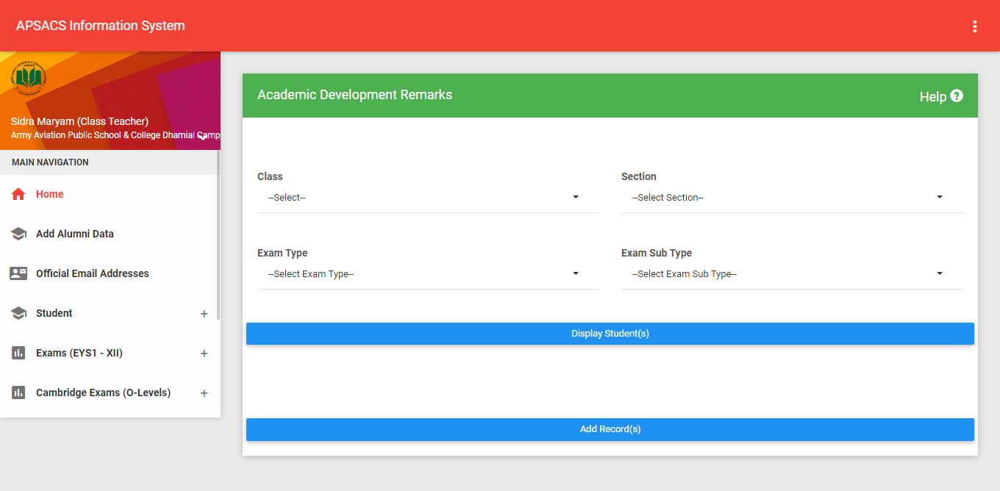 APSACS Information System
Sidra Maryam (Class Teacher)
Army Aviation Public School & College Dhamial Camp
MAIN NAVIGATION
Home
Add Alumni Data
Official Email Addresses
Student +
Exams (EYS1 - XII) +
Cambridge Exams (O-Levels) +
Academic Development Remarks
Help ?
Class
--Select--
Section
--Select Section--
Exam Type
--Select Exam Type--
Exam Sub Type
--Select Exam Sub Type--
Display Student(s)
Add Record(s)